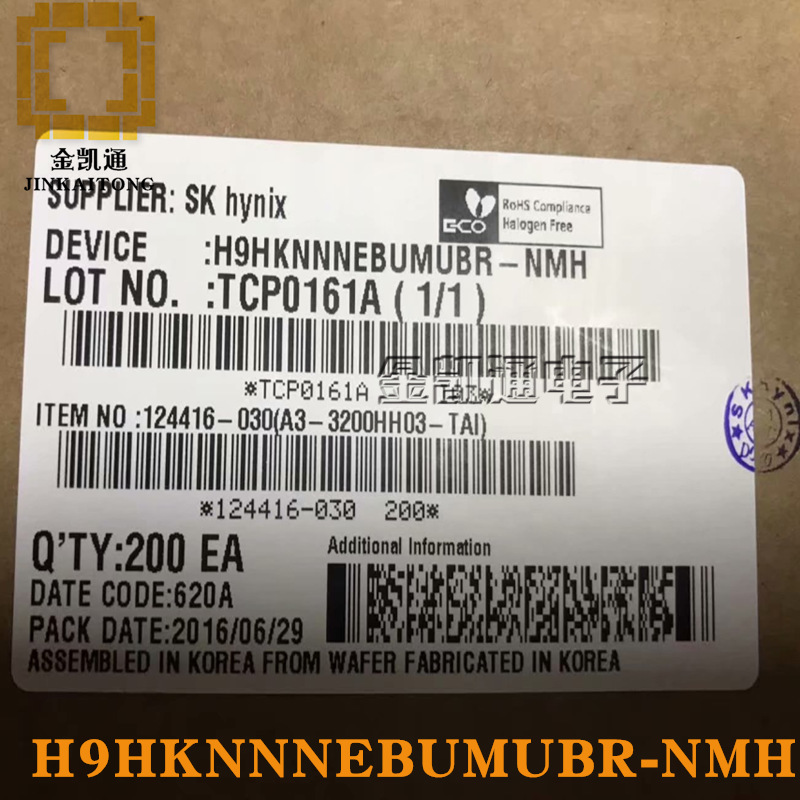 金凯通
JINKAITONG
SUPPLIER: SK hynix
ECO
RoHS Compliance
Halogen Free
DEVICE :H9HKNNNEBUMUBR-NMH
LOT NO. :TCP0161A ( 1/1 )
*TCP0161A
金凯通电子
ITEM NO :124416-030(A3-3200HH03-TAI)
*124416-030 200*
SK hynix
Q'TY:200 EA
Additional Information
DATE CODE:620A
PACK DATE:2016/06/29
ASSEMBLED IN KOREA FROM WAFER FABRICATED IN KOREA
H9HKNNNEBUMUBR-NMH